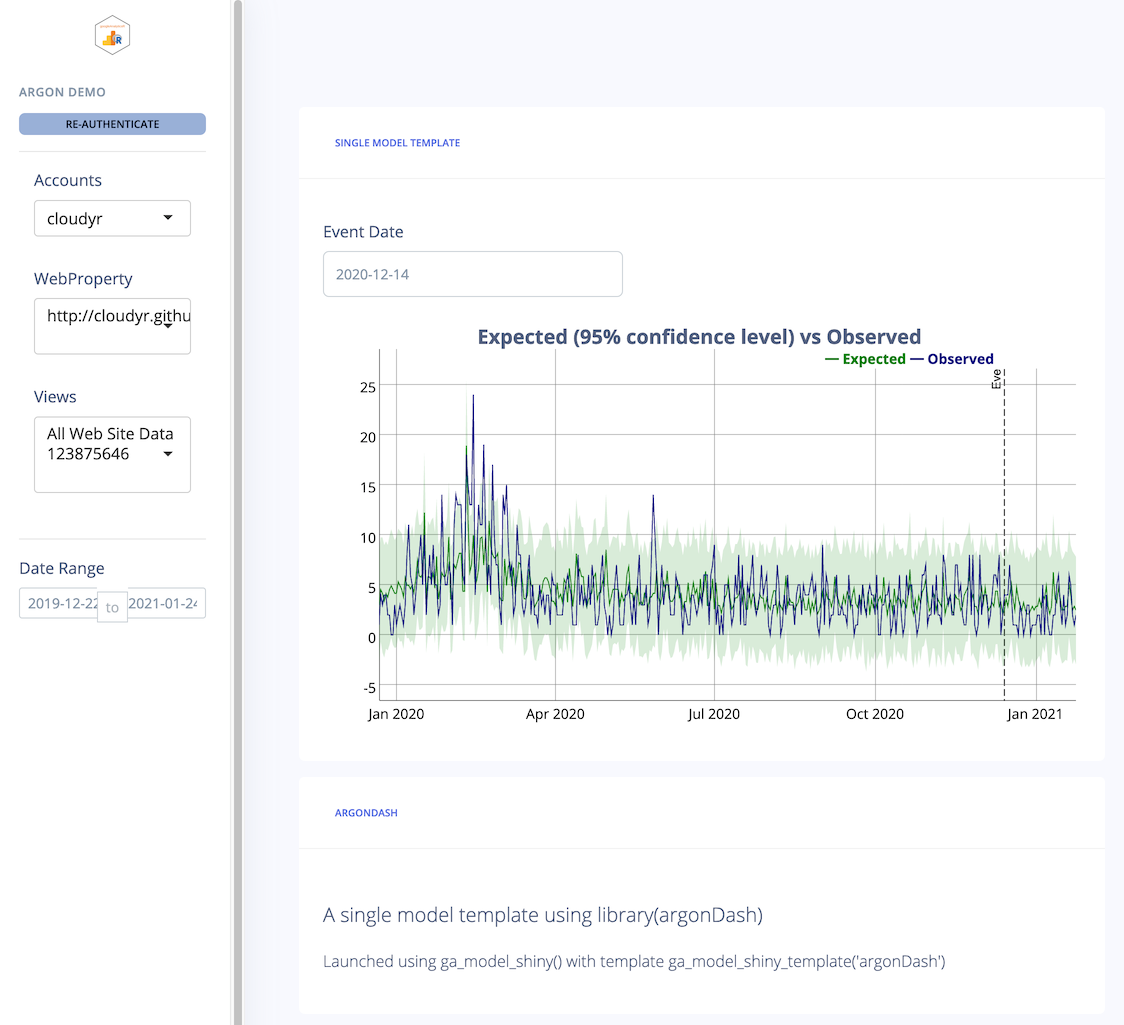 ARGON DEMO
RE-AUTHENTICATE
Accounts
cloudyr
WebProperty
http://cloudyr.githu
Views
All Web Site Data
123875646
Date Range
2019-12-22 to 2021-01-24
SINGLE MODEL TEMPLATE
Event Date
2020-12-14
Expected (95% confidence level) vs Observed
Expected Observed
Eve
25
20
15
10
5
0
-5
Jan 2020 Apr 2020 Jul 2020 Oct 2020 Jan 2021
ARGONDASH
A single model template using library(argonDash)
Launched using ga_model_shiny() with template ga_model_shiny_template('argonDash')